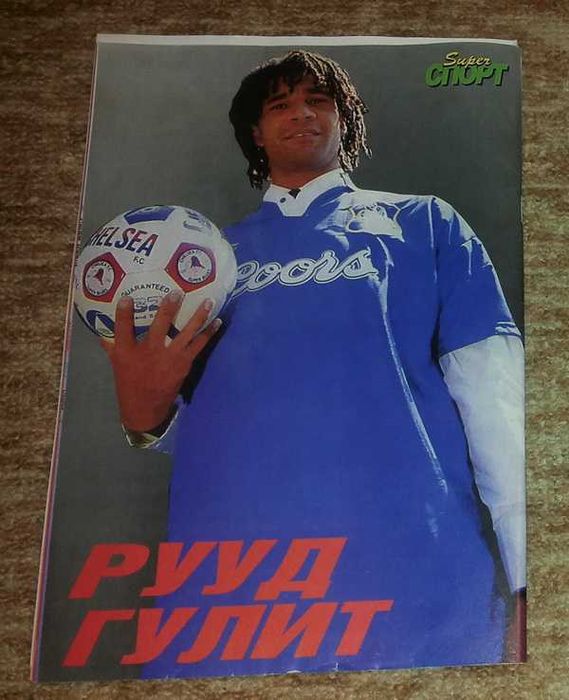 Super
СПОРТ
CHELSEA
F.C
GUARANTEED
Coors
РУУД
ГУЛИТ